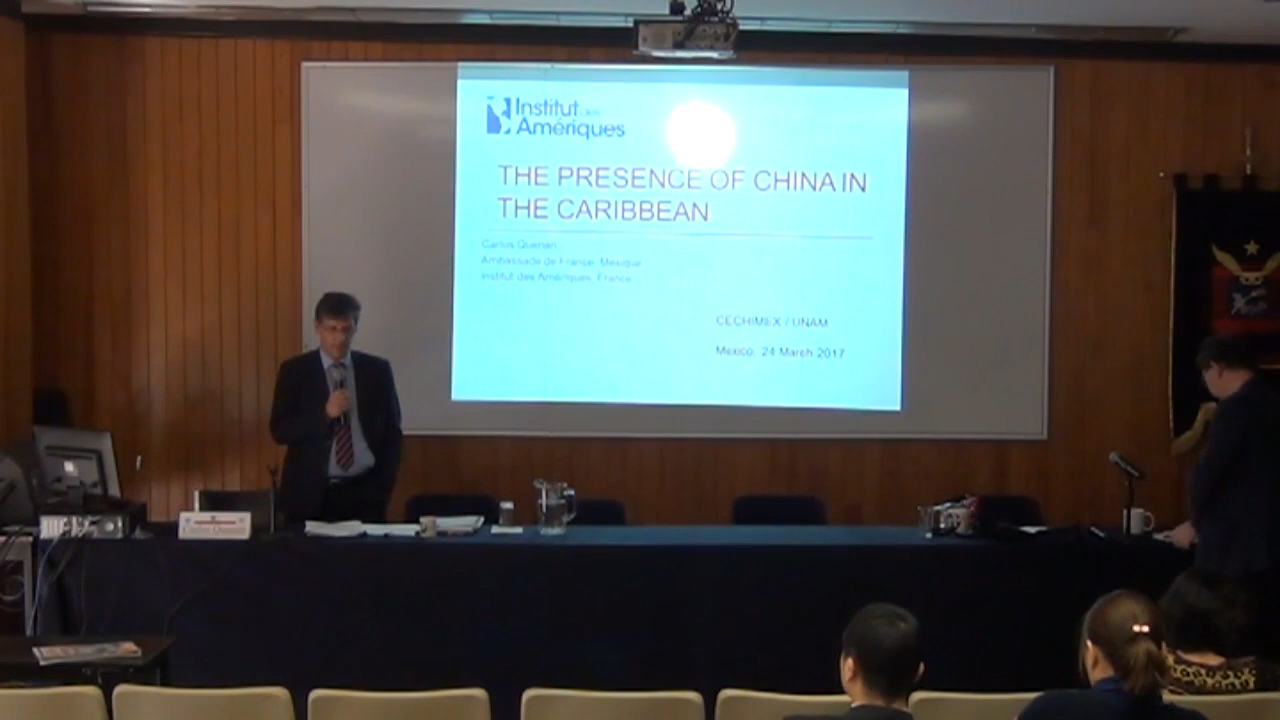 Institut des
Amériques
THE PRESENCE OF CHINA IN
THE CARIBBEAN
Carlos Quenan
Ambassade de France, Mexique
Institut des Amériques, France
CECHIMEX / UNAM
Mexico, 24 March 2017